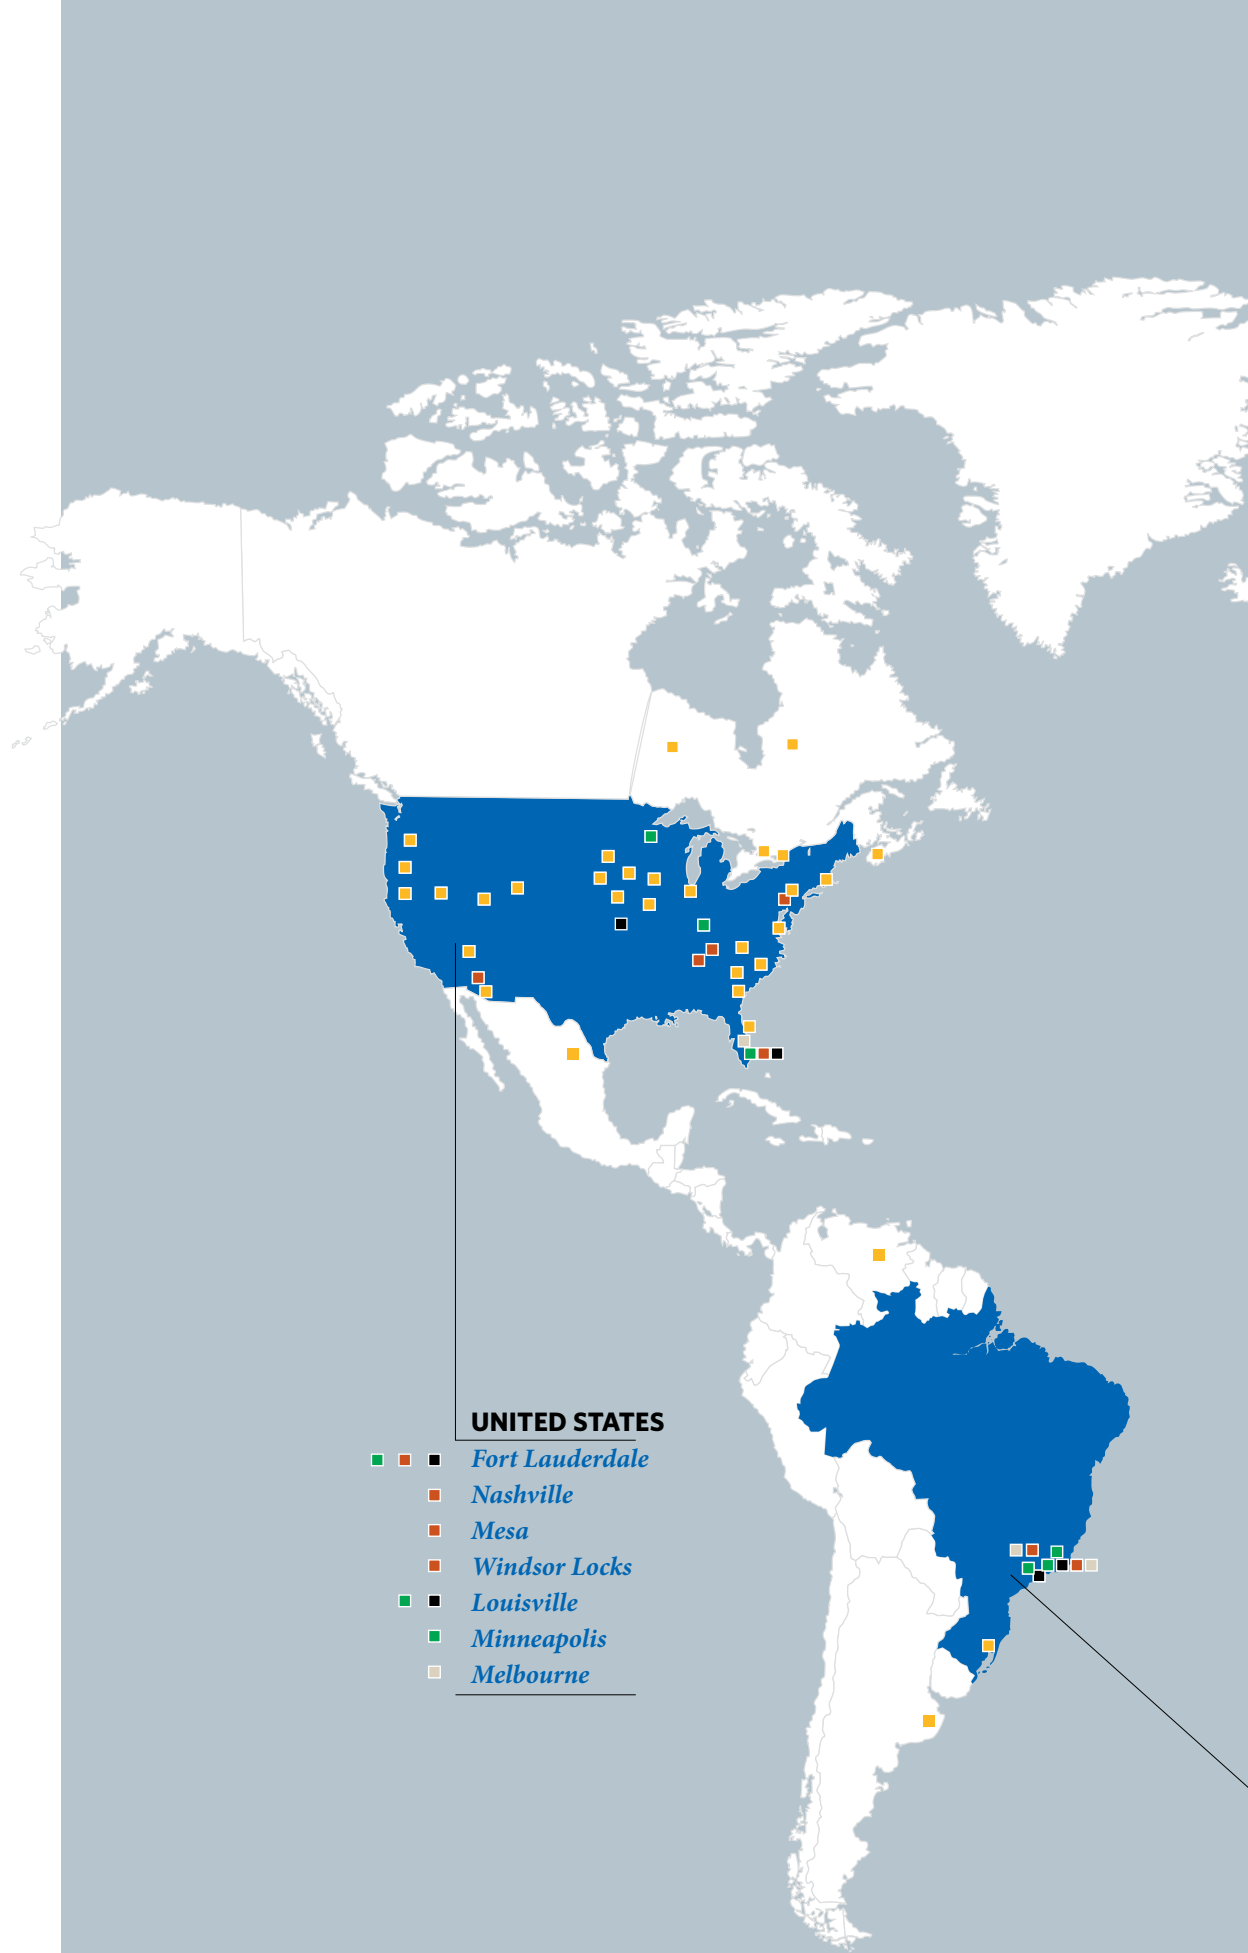 UNITED STATES
Fort Lauderdale
Nashville
Mesa
Windsor Locks
Louisville
Minneapolis
Melbourne